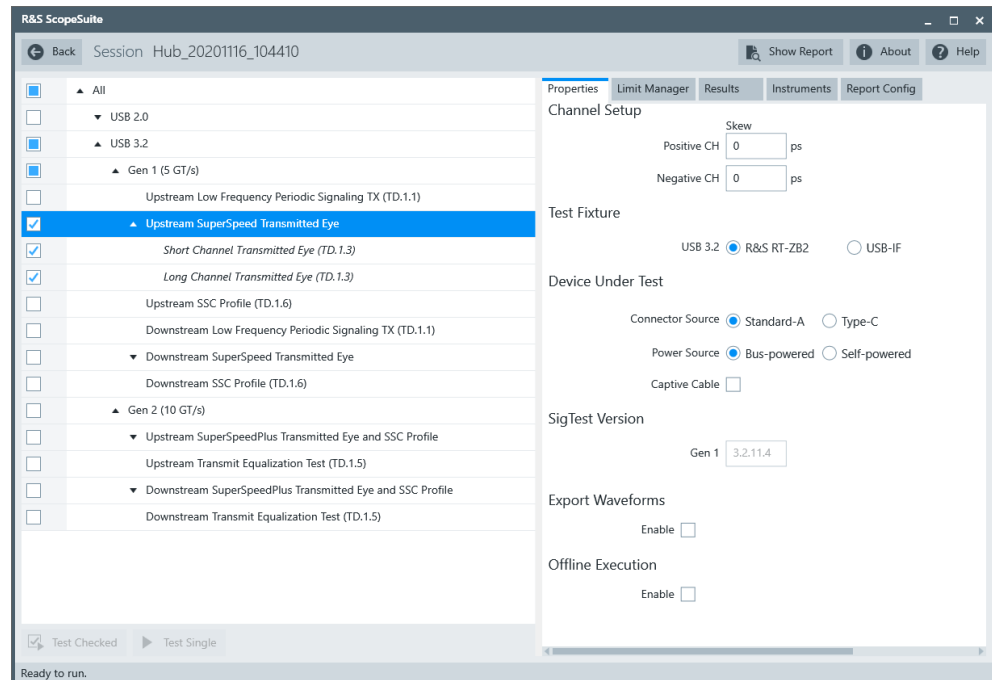 R&S ScopeSuite
Back Session Hub_20201116_104410 Show Report About Help
All
USB 2.0
USB 3.2
Gen 1 (5 GT/s)
Upstream Low Frequency Periodic Signaling TX (TD.1.1)
Upstream SuperSpeed Transmitted Eye
Short Channel Transmitted Eye (TD.1.3)
Long Channel Transmitted Eye (TD.1.3)
Upstream SSC Profile (TD.1.6)
Downstream Low Frequency Periodic Signaling TX (TD.1.1)
Downstream SuperSpeed Transmitted Eye
Downstream SSC Profile (TD.1.6)
Gen 2 (10 GT/s)
Upstream SuperSpeedPlus Transmitted Eye and SSC Profile
Upstream Transmit Equalization Test (TD.1.5)
Downstream SuperSpeedPlus Transmitted Eye and SSC Profile
Downstream Transmit Equalization Test (TD.1.5)
Test Checked Test Single
Properties Limit Manager Results Instruments Report Config
Channel Setup
Skew
Positive CH 0 ps
Negative CH 0 ps
Test Fixture
USB 3.2 R&S RT-ZB2 USB-IF
Device Under Test
Connector Source Standard-A Type-C
Power Source Bus-powered Self-powered
Captive Cable
SigTest Version
Gen 1 3.2.11.4
Export Waveforms
Enable
Offline Execution
Enable
Ready to run.